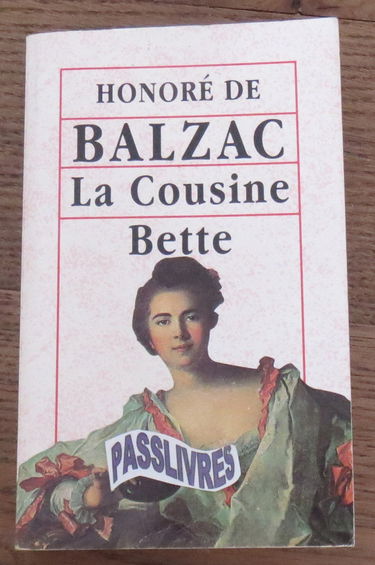 HONORÉ DE
BALZAC
La Cousine
Bette
PASSLIVRES